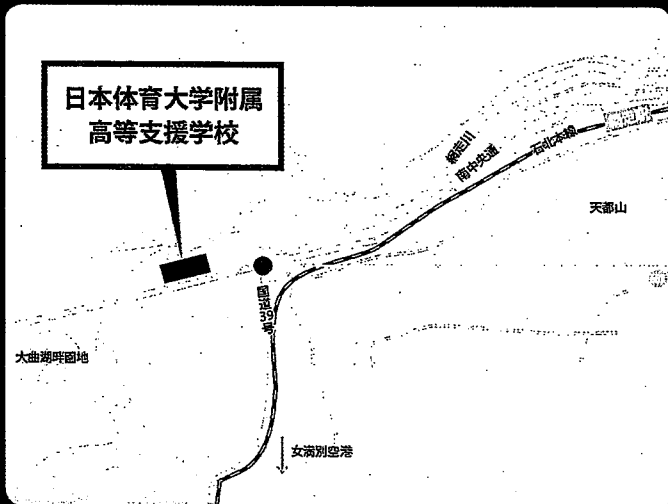 日本体育大学附属
高等支援学校
網走川
南中央通
石北本線
天都山
国道39号
大曲湖畔園地
女満別空港